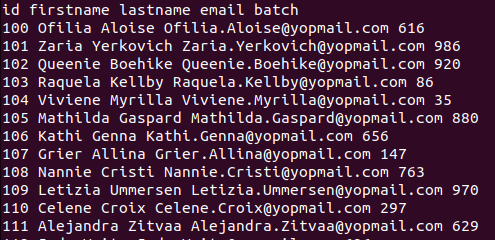 id firstname lastname email batch
100 Ofilia Aloise Ofilia.Aloise@yopmail.com 616
101 Zaria Yerkovich Zaria.Yerkovich@yopmail.com 986
102 Queenie Boehike Queenie.Boehike@yopmail.com 920
103 Raquela Kellby Raquela.Kellby@yopmail.com 86
104 Viviene Myrilla Viviene.Myrilla@yopmail.com 35
105 Mathilda Gaspard Mathilda.Gaspard@yopmail.com 880
106 Kathi Genna Kathi.Genna@yopmail.com 656
107 Grier Allina Grier.Allina@yopmail.com 147
108 Nannie Cristi Nannie.Cristi@yopmail.com 763
109 Letizia Ummersen Letizia.Ummersen@yopmail.com 970
110 Celene Croix Celene.Croix@yopmail.com 297
111 Alejandra Zitvaa Alejandra.Zitvaa@yopmail.com 629